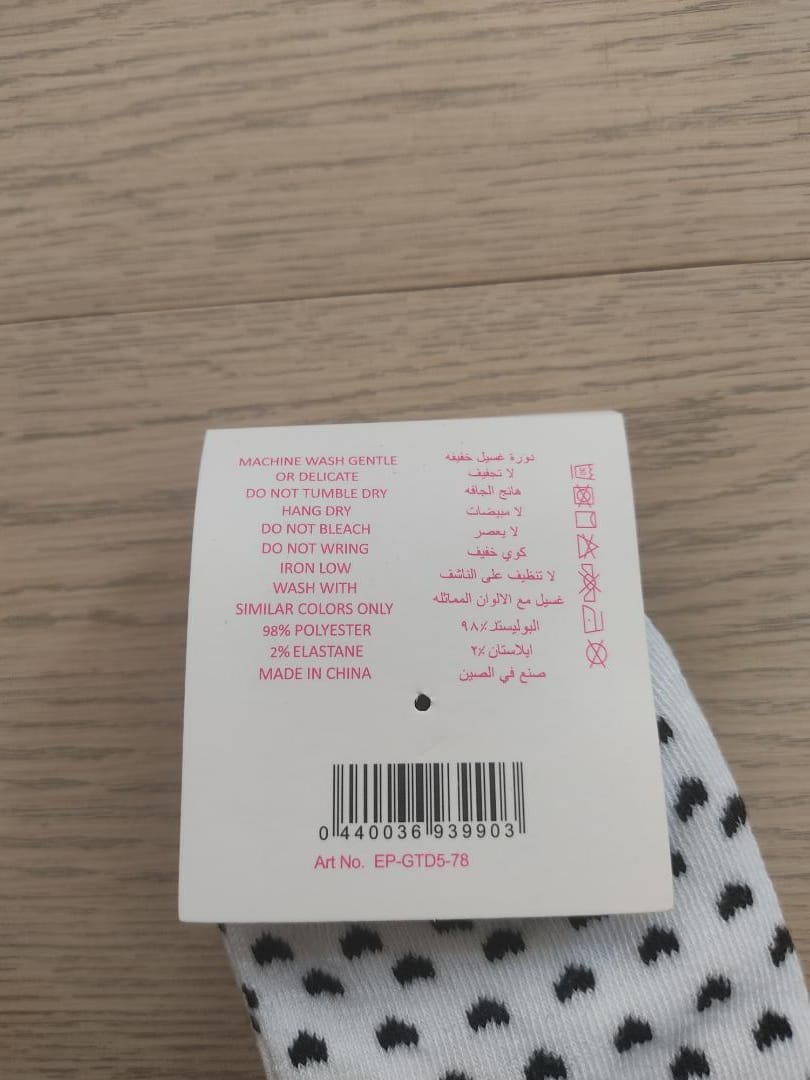 MACHINE WASH GENTLE
OR DELICATE
DO NOT TUMBLE DRY
HANG DRY
DO NOT BLEACH
DO NOT WRING
IRON LOW
WASH WITH
SIMILAR COLORS ONLY
98% POLYESTER
2% ELASTANE
MADE IN CHINA
دورة غسيل خفيفه
لا تجفيف
هانج الجافه
لا مبيضات
لا يعصر
كوي خفيف
لا تنظيف على الناشف
غسيل مع الالوان المماثله
البوليستر ٩٨٪
ايلاستان ٢٪
صنع في الصين
0 440036 939903
Art No. EP-GTD5-78